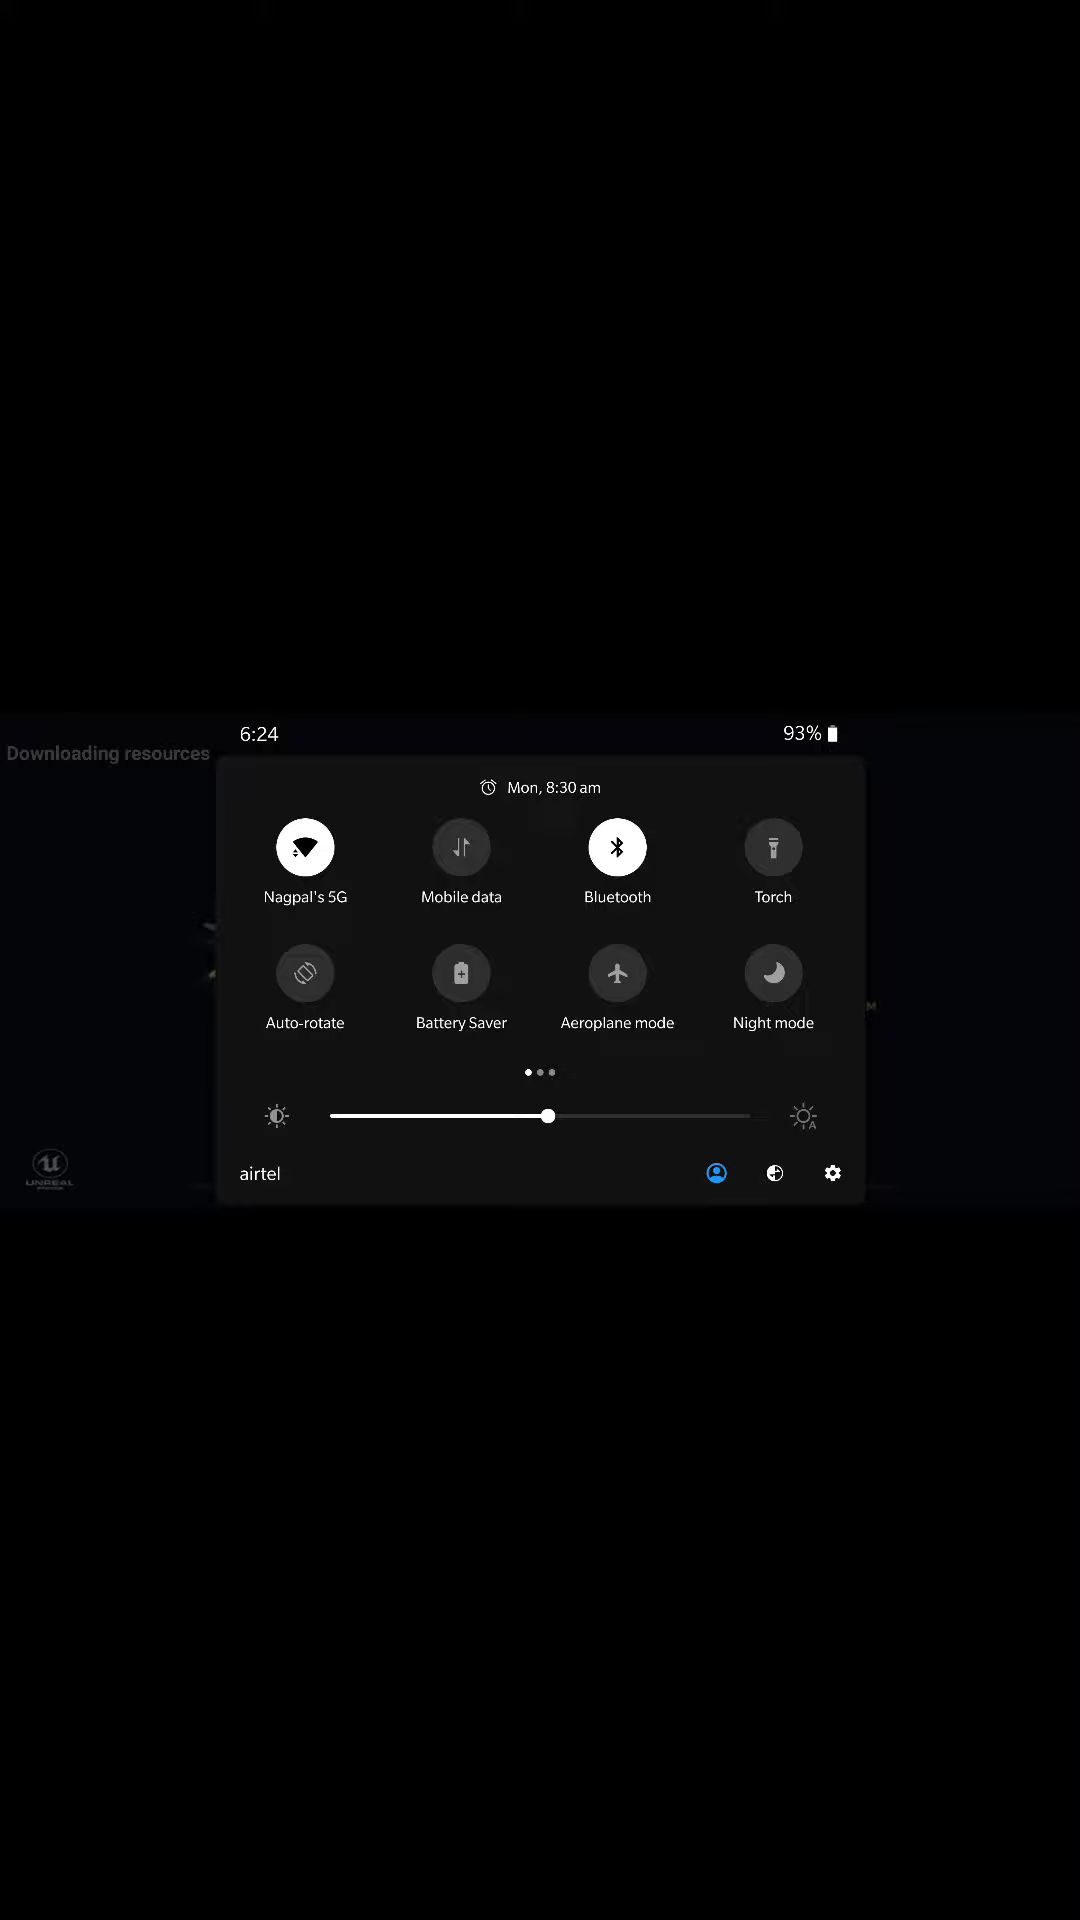 6:24
93%
Downloading resources
Mon, 8:30 am
Nagpal's 5G
Mobile data
Bluetooth
Torch
Auto-rotate
Battery Saver
Aeroplane mode
Night mode
A
airtel
UNREAL